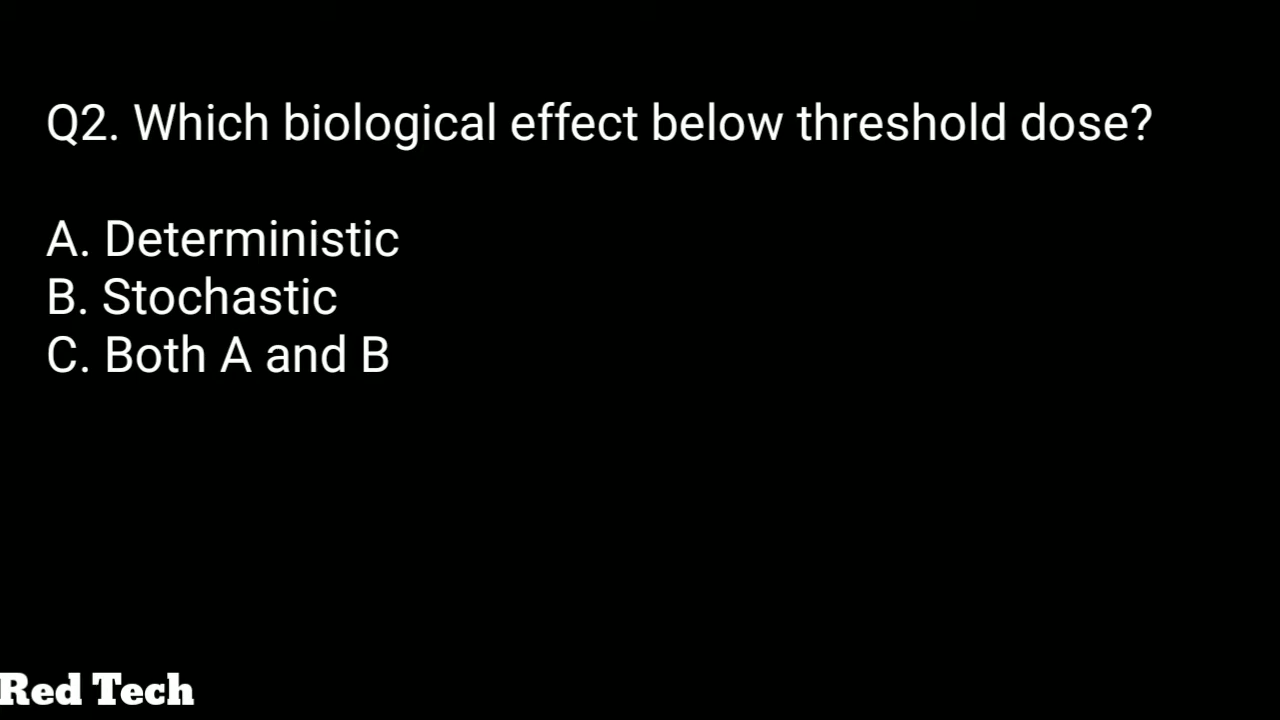 Q2. Which biological effect below threshold dose?
A. Deterministic
B. Stochastic
C. Both A and B
Red Tech